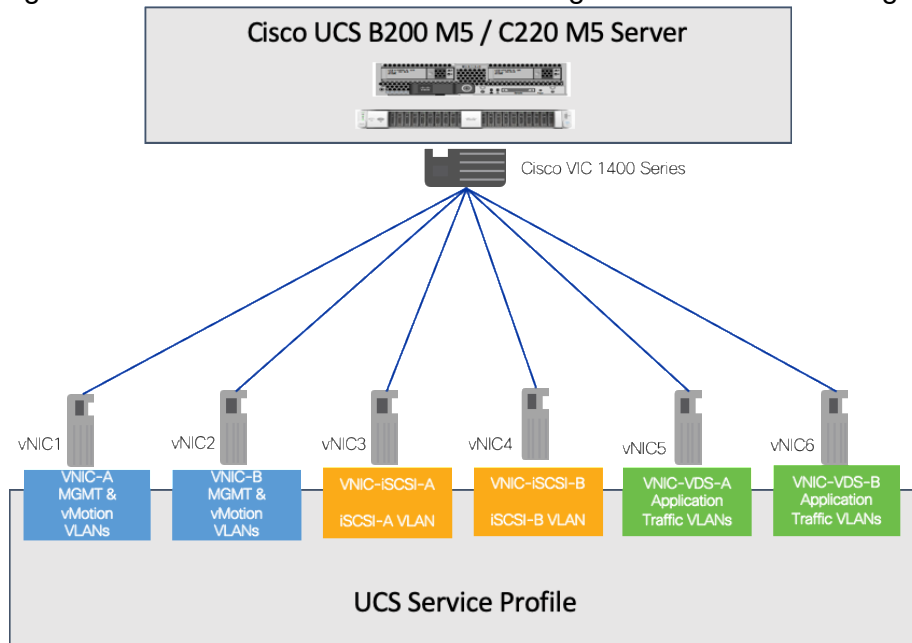 Cisco UCS B200 M5 / C220 M5 Server
Cisco VIC 1400 Series
vNIC1
vNIC2
vNIC3
vNIC4
vNIC5
vNIC6
VNIC-A
MGMT &
vMotion
VLANs
VNIC-B
MGMT &
vMotion
VLANs
VNIC-iSCSI-A
iSCSI-A VLAN
VNIC-iSCSI-B
iSCSI-B VLAN
VNIC-VDS-A
Application
Traffic VLANs
VNIC-VDS-B
Application
Traffic VLANs
UCS Service Profile